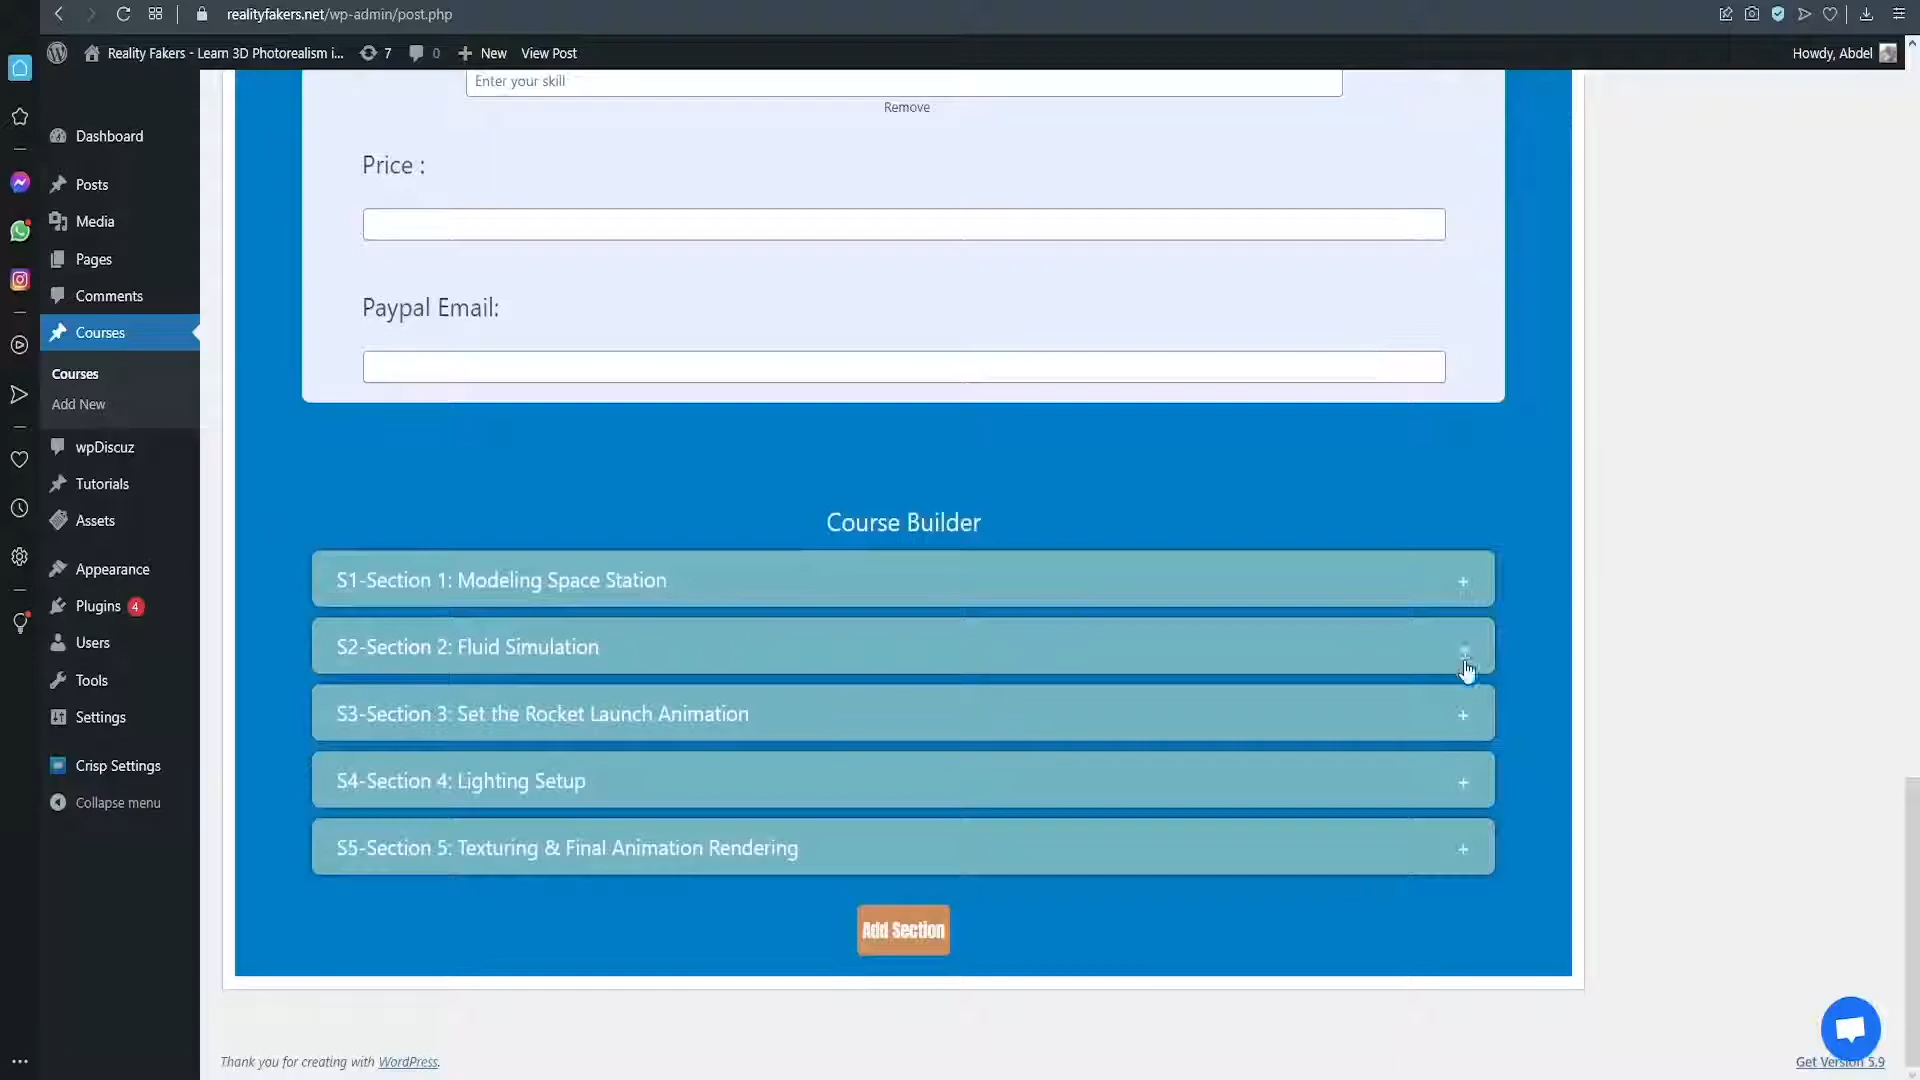 realityfakers.net/wp-admin/post.php
Reality Fakers - Learn 3D Photorealism i... 7 0 New View Post
Howdy, Abdel
Dashboard
Posts
Media
Pages
Comments
Courses
Courses
Add New
wpDiscuz
Tutorials
Assets
Appearance
Plugins 4
Users
Tools
Settings
Crisp Settings
Collapse menu
Enter your skill
Remove
Price :
Paypal Email:
Course Builder
S1-Section 1: Modeling Space Station +
S2-Section 2: Fluid Simulation
S3-Section 3: Set the Rocket Launch Animation +
S4-Section 4: Lighting Setup +
S5-Section 5: Texturing & Final Animation Rendering +
Add Section
Thank you for creating with WordPress.
Get Version 5.9